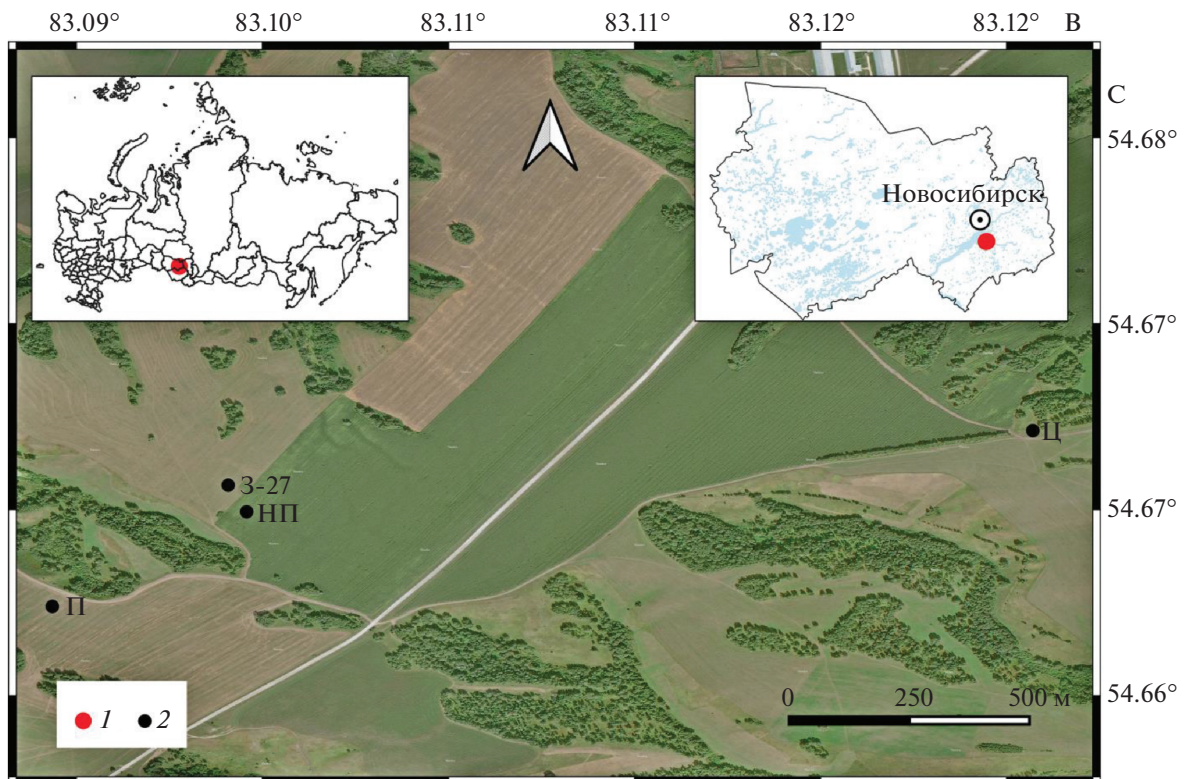 83.09° 83.10° 83.11° 83.11° 83.12° 83.12° В
С
54.68°
Новосибирск
54.67°
Ц
З-27
НП
54.67°
П
54.66°
0 250 500 м
1 2